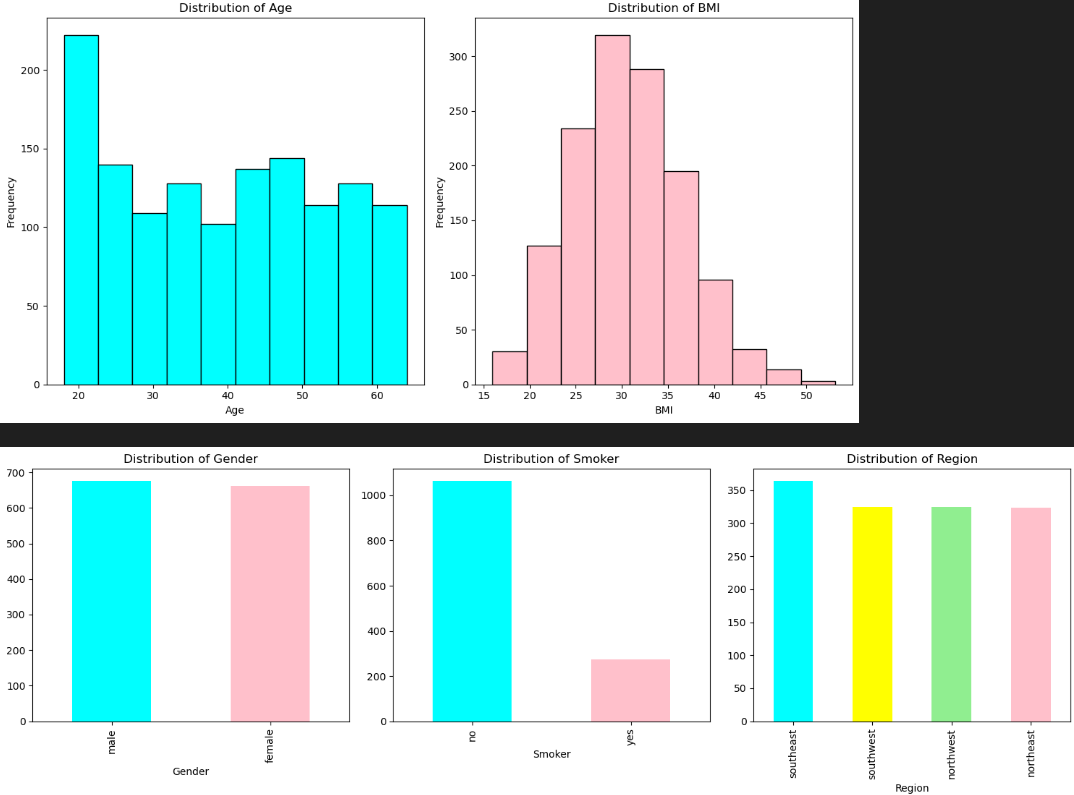 Distribution of Age
200
150
100
50
0
Frequency
20 30 40 50 60
Age
Distribution of BMI
300
250
200
150
100
50
0
Frequency
15 20 25 30 35 40 45 50
BMI
Distribution of Gender
700
600
500
400
300
200
100
0
male
female
Gender
Distribution of Smoker
1000
800
600
400
200
0
no
yes
Smoker
Distribution of Region
350
300
250
200
150
100
50
0
southeast
southwest
northwest
northeast
Region